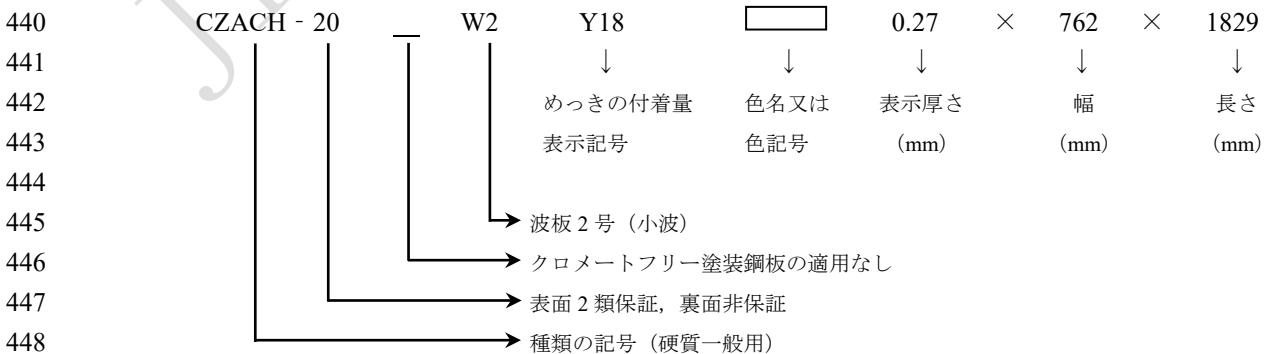 440 CZACH‐20 _ W2 Y18 0.27 × 762 × 1829
441 ↓ ↓ ↓ ↓ ↓
442 めっきの付着量 色名又は 表示厚さ 幅 長さ
443 表示記号 色記号 (mm) (mm) (mm)
444
445 波板 2 号（小波）
446 クロメートフリー塗装鋼板の適用なし
447 表面 2 類保証，裏面非保証
448 種類の記号（硬質一般用）